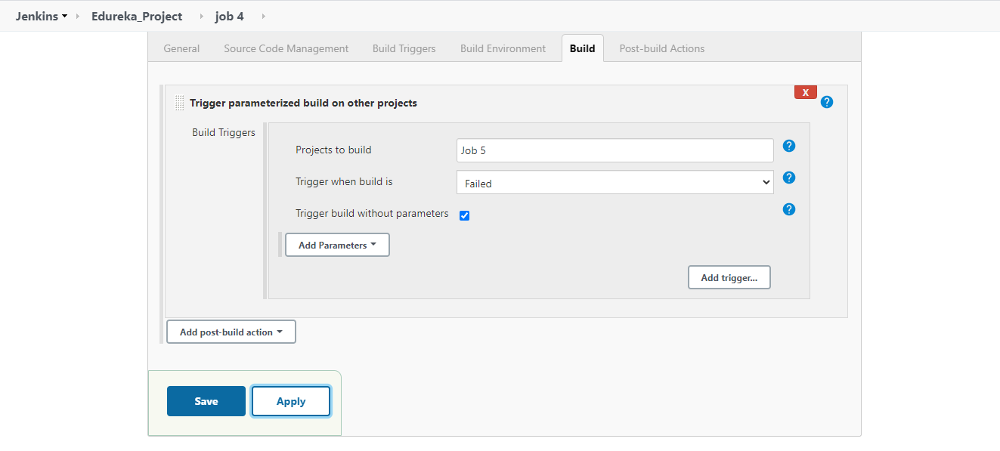 Jenkins Edureka_Project job 4
General Source Code Management Build Triggers Build Environment Build Post-build Actions
Trigger parameterized build on other projects
X
?
Build Triggers
Projects to build Job 5 ?
Trigger when build is Failed ?
Trigger build without parameters ?
Add Parameters
Add trigger...
Add post-build action
Save Apply